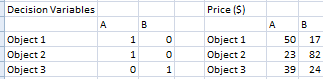 Decision Variables Price ($)
A B A B
Object 1 1 0 Object 1 50 17
Object 2 1 0 Object 2 23 82
Object 3 0 1 Object 3 39 24